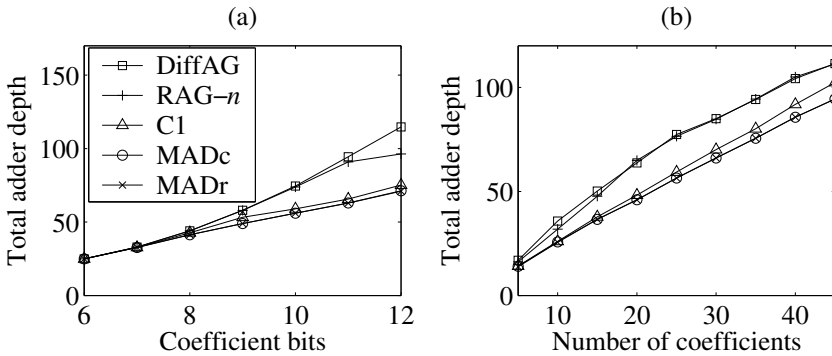 (a)
Total adder depth
150
100
50
0
DiffAG
RAG–n
C1
MADc
MADr
6
8
10
12
Coefficient bits
(b)
Total adder depth
100
50
0
10
20
30
40
Number of coefficients